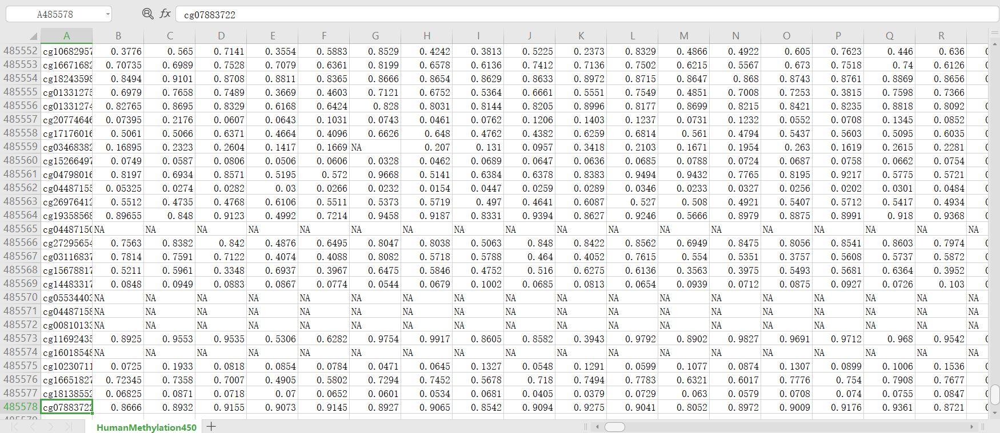 A485578 fx cg07883722
A B C D E F G H I J K L M N O P Q R
485552 cg10682957 0.3776 0.565 0.7141 0.3554 0.5883 0.8529 0.4242 0.3813 0.5225 0.2373 0.8329 0.4866 0.4922 0.605 0.7623 0.446 0.636
485553 cg16671682 0.70735 0.6989 0.7528 0.7079 0.6361 0.8199 0.6578 0.6136 0.7412 0.7136 0.7502 0.6215 0.5567 0.673 0.7518 0.74 0.6126
485554 cg18243598 0.8494 0.9101 0.8708 0.8811 0.8365 0.8666 0.8654 0.8629 0.8633 0.8972 0.8715 0.8647 0.868 0.8743 0.8761 0.8869 0.8656
485555 cg01331275 0.6979 0.7658 0.7489 0.3669 0.4603 0.7121 0.6752 0.5364 0.6661 0.5551 0.7549 0.4851 0.7008 0.7253 0.3815 0.7598 0.7366
485556 cg01331274 0.82765 0.8695 0.8329 0.6168 0.6424 0.828 0.8031 0.8144 0.8205 0.8996 0.8177 0.8699 0.8215 0.8421 0.8235 0.8818 0.8092
485557 cg20774646 0.07395 0.2176 0.0607 0.0643 0.1031 0.0743 0.0461 0.0762 0.1206 0.1403 0.1237 0.0731 0.1232 0.0552 0.0708 0.1345 0.0852
485558 cg17176016 0.5061 0.5066 0.6371 0.4664 0.4096 0.6626 0.648 0.4762 0.4382 0.6259 0.6814 0.561 0.4794 0.5437 0.5603 0.5095 0.6035
485559 cg03468382 0.16895 0.2323 0.2604 0.1417 0.1669 NA 0.207 0.131 0.0957 0.3418 0.2103 0.1671 0.1954 0.263 0.1619 0.2615 0.2281
485560 cg15266497 0.0749 0.0587 0.0806 0.0506 0.0606 0.0328 0.0462 0.0689 0.0647 0.0636 0.0685 0.0788 0.0724 0.0687 0.0758 0.0662 0.0754
485561 cg04798016 0.8197 0.6934 0.8571 0.5195 0.572 0.9668 0.5141 0.6384 0.6378 0.8383 0.9494 0.9432 0.7765 0.8195 0.9217 0.5775 0.5721
485562 cg04487155 0.05325 0.0274 0.0282 0.03 0.0266 0.0232 0.0154 0.0447 0.0259 0.0289 0.0346 0.0233 0.0327 0.0256 0.0202 0.0301 0.0484
485563 cg26976412 0.5512 0.4735 0.4768 0.6106 0.5511 0.5373 0.5719 0.497 0.4641 0.6087 0.527 0.508 0.4921 0.5407 0.5712 0.5417 0.4934
485564 cg19358568 0.89655 0.848 0.9123 0.4992 0.7214 0.9458 0.9187 0.8331 0.9394 0.8627 0.9246 0.5666 0.8979 0.8875 0.8991 0.918 0.9368
485565 cg04487150 NA NA NA NA NA NA NA NA NA NA NA NA NA NA NA NA NA NA
485566 cg27295654 0.7563 0.8382 0.842 0.4876 0.6495 0.8047 0.8038 0.5063 0.848 0.8422 0.8562 0.6949 0.8475 0.8056 0.8541 0.8603 0.7974
485567 cg03116837 0.7814 0.7591 0.7122 0.4074 0.4088 0.8082 0.5718 0.5788 0.464 0.4052 0.7615 0.554 0.5351 0.3757 0.5608 0.5737 0.5872
485568 cg15678817 0.5211 0.5961 0.3348 0.6937 0.3967 0.6475 0.5846 0.4752 0.516 0.6275 0.6136 0.3563 0.3975 0.5493 0.5681 0.6364 0.3952
485569 cg14483317 0.0848 0.0949 0.0883 0.0867 0.0774 0.0544 0.0679 0.1002 0.0685 0.0813 0.0654 0.0939 0.0712 0.0875 0.0927 0.0726 0.103
485570 cg05534403 NA NA NA NA NA NA NA NA NA NA NA NA NA NA NA NA NA NA
485571 cg04487158 NA NA NA NA NA NA NA NA NA NA NA NA NA NA NA NA NA NA
485572 cg00810133 NA NA NA NA NA NA NA NA NA NA NA NA NA NA NA NA NA NA
485573 cg11692435 0.8925 0.9553 0.9535 0.5306 0.6282 0.9754 0.9917 0.8605 0.8582 0.3943 0.9792 0.8902 0.9827 0.9691 0.9712 0.968 0.9542
485574 cg16018548 NA NA NA NA NA NA NA NA NA NA NA NA NA NA NA NA NA NA
485575 cg10230711 0.0725 0.1933 0.0818 0.0854 0.0784 0.0471 0.0645 0.1327 0.0548 0.1291 0.0599 0.1077 0.0874 0.1307 0.0899 0.1006 0.1536
485576 cg16651827 0.72345 0.7358 0.7007 0.4905 0.5802 0.7294 0.7452 0.5678 0.718 0.7494 0.7783 0.6321 0.6017 0.7776 0.754 0.7908 0.7677
485577 cg18138552 0.06825 0.0871 0.0718 0.07 0.0652 0.0601 0.0534 0.0681 0.0405 0.0379 0.0729 0.063 0.0579 0.0708 0.074 0.0755 0.0847
485578 cg07883722 0.8666 0.8932 0.9155 0.9073 0.9145 0.8927 0.9065 0.8542 0.9094 0.9275 0.9041 0.8052 0.8972 0.9009 0.9176 0.9361 0.8721
HumanMethylation450